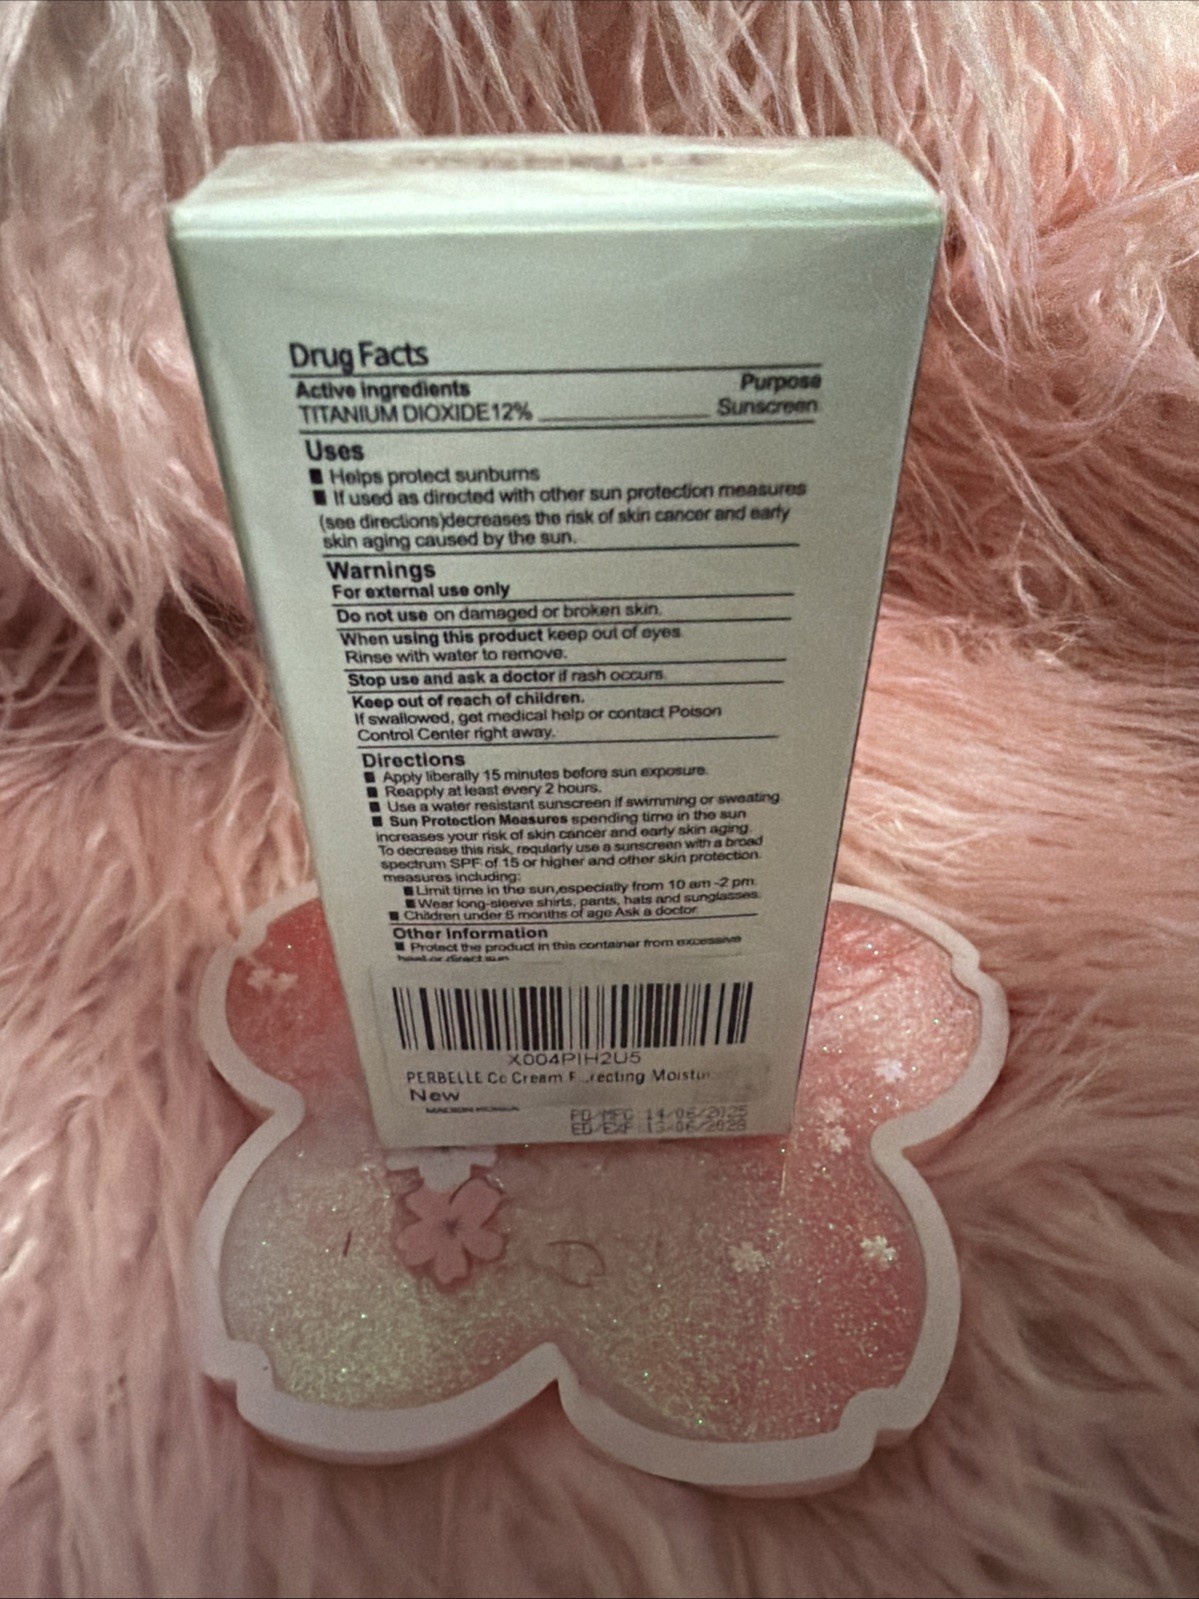 Drug Facts
Active ingredients Purpose
TITANIUM DIOXIDE12% Sunscreen
Uses
■ Helps protect sunburns
■ If used as directed with other sun protection measures
(see directions)decreases the risk of skin cancer and early
skin aging caused by the sun.
Warnings
For external use only
Do not use on damaged or broken skin.
When using this product keep out of eyes.
Rinse with water to remove.
Stop use and ask a doctor if rash occurs.
Keep out of reach of children.
If swallowed, get medical help or contact Poison
Control Center right away.
Directions
■ Apply liberally 15 minutes before sun exposure.
■ Reapply at least every 2 hours.
■ Use a water resistant sunscreen if swimming or sweating
■ Sun Protection Measures spending time in the sun
increases your risk of skin cancer and early skin aging.
To decrease this risk, regularly use a sunscreen with a broad
spectrum SPF of 15 or higher and other skin protection
measures including:
■ Limit time in the sun,especially from 10 am -2 pm.
■ Wear long-sleeve shirts, pants, hats and sunglasses.
■ Children under 6 months of age Ask a doctor
Other Information
■ Protect the product in this container from excessive
heat or direct sun
X004PIH2U5
PERBELLE Cc Cream
New
MADE IN KOREA
PD/MFG 14/06/2025
ED/EXP 13/06/2028